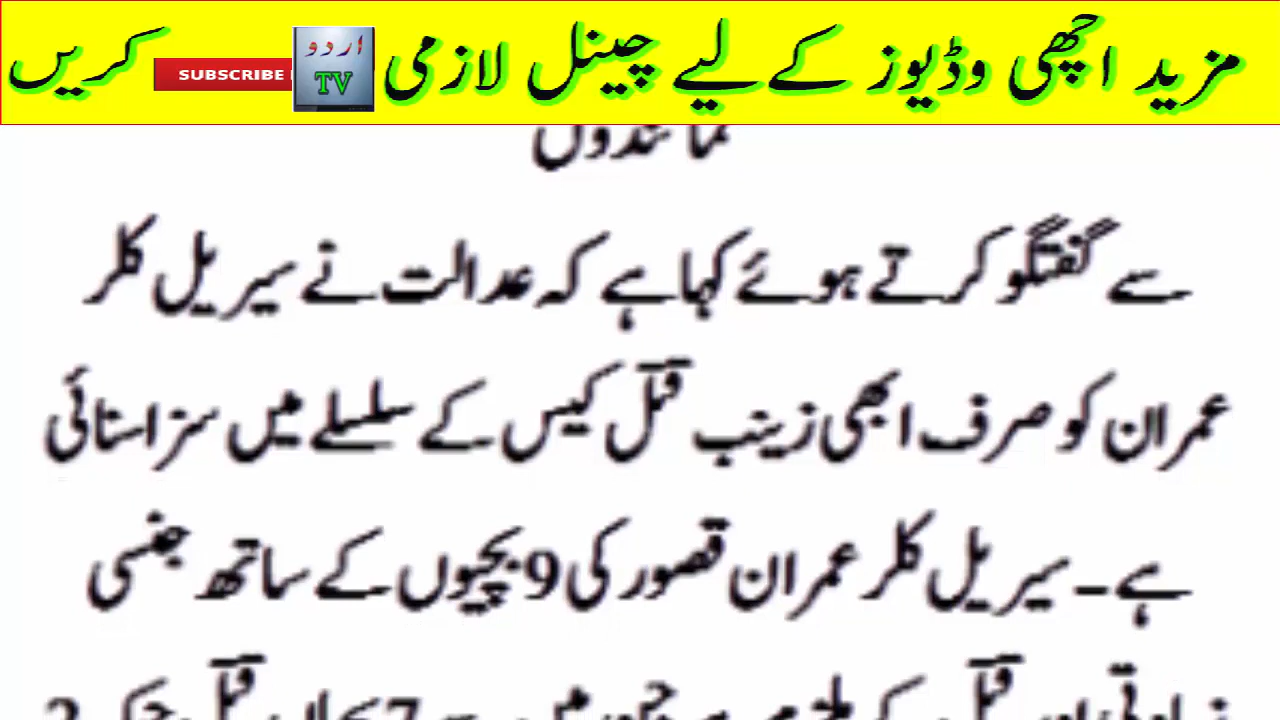 مزید اچھی وڈیوز کے لیے چینل لازمی اردو TV SUBSCRIBE کریں
نمائندوں
سے گفتگو کرتے ہوئے کہا ہے کہ عدالت نے سیریل کلر
عمران کو صرف ابھی زینب قتل کیس کے سلسلے میں سزا سنائی
ہے۔ سیریل کلر عمران قصور کی 9 بچیوں کے ساتھ جنسی